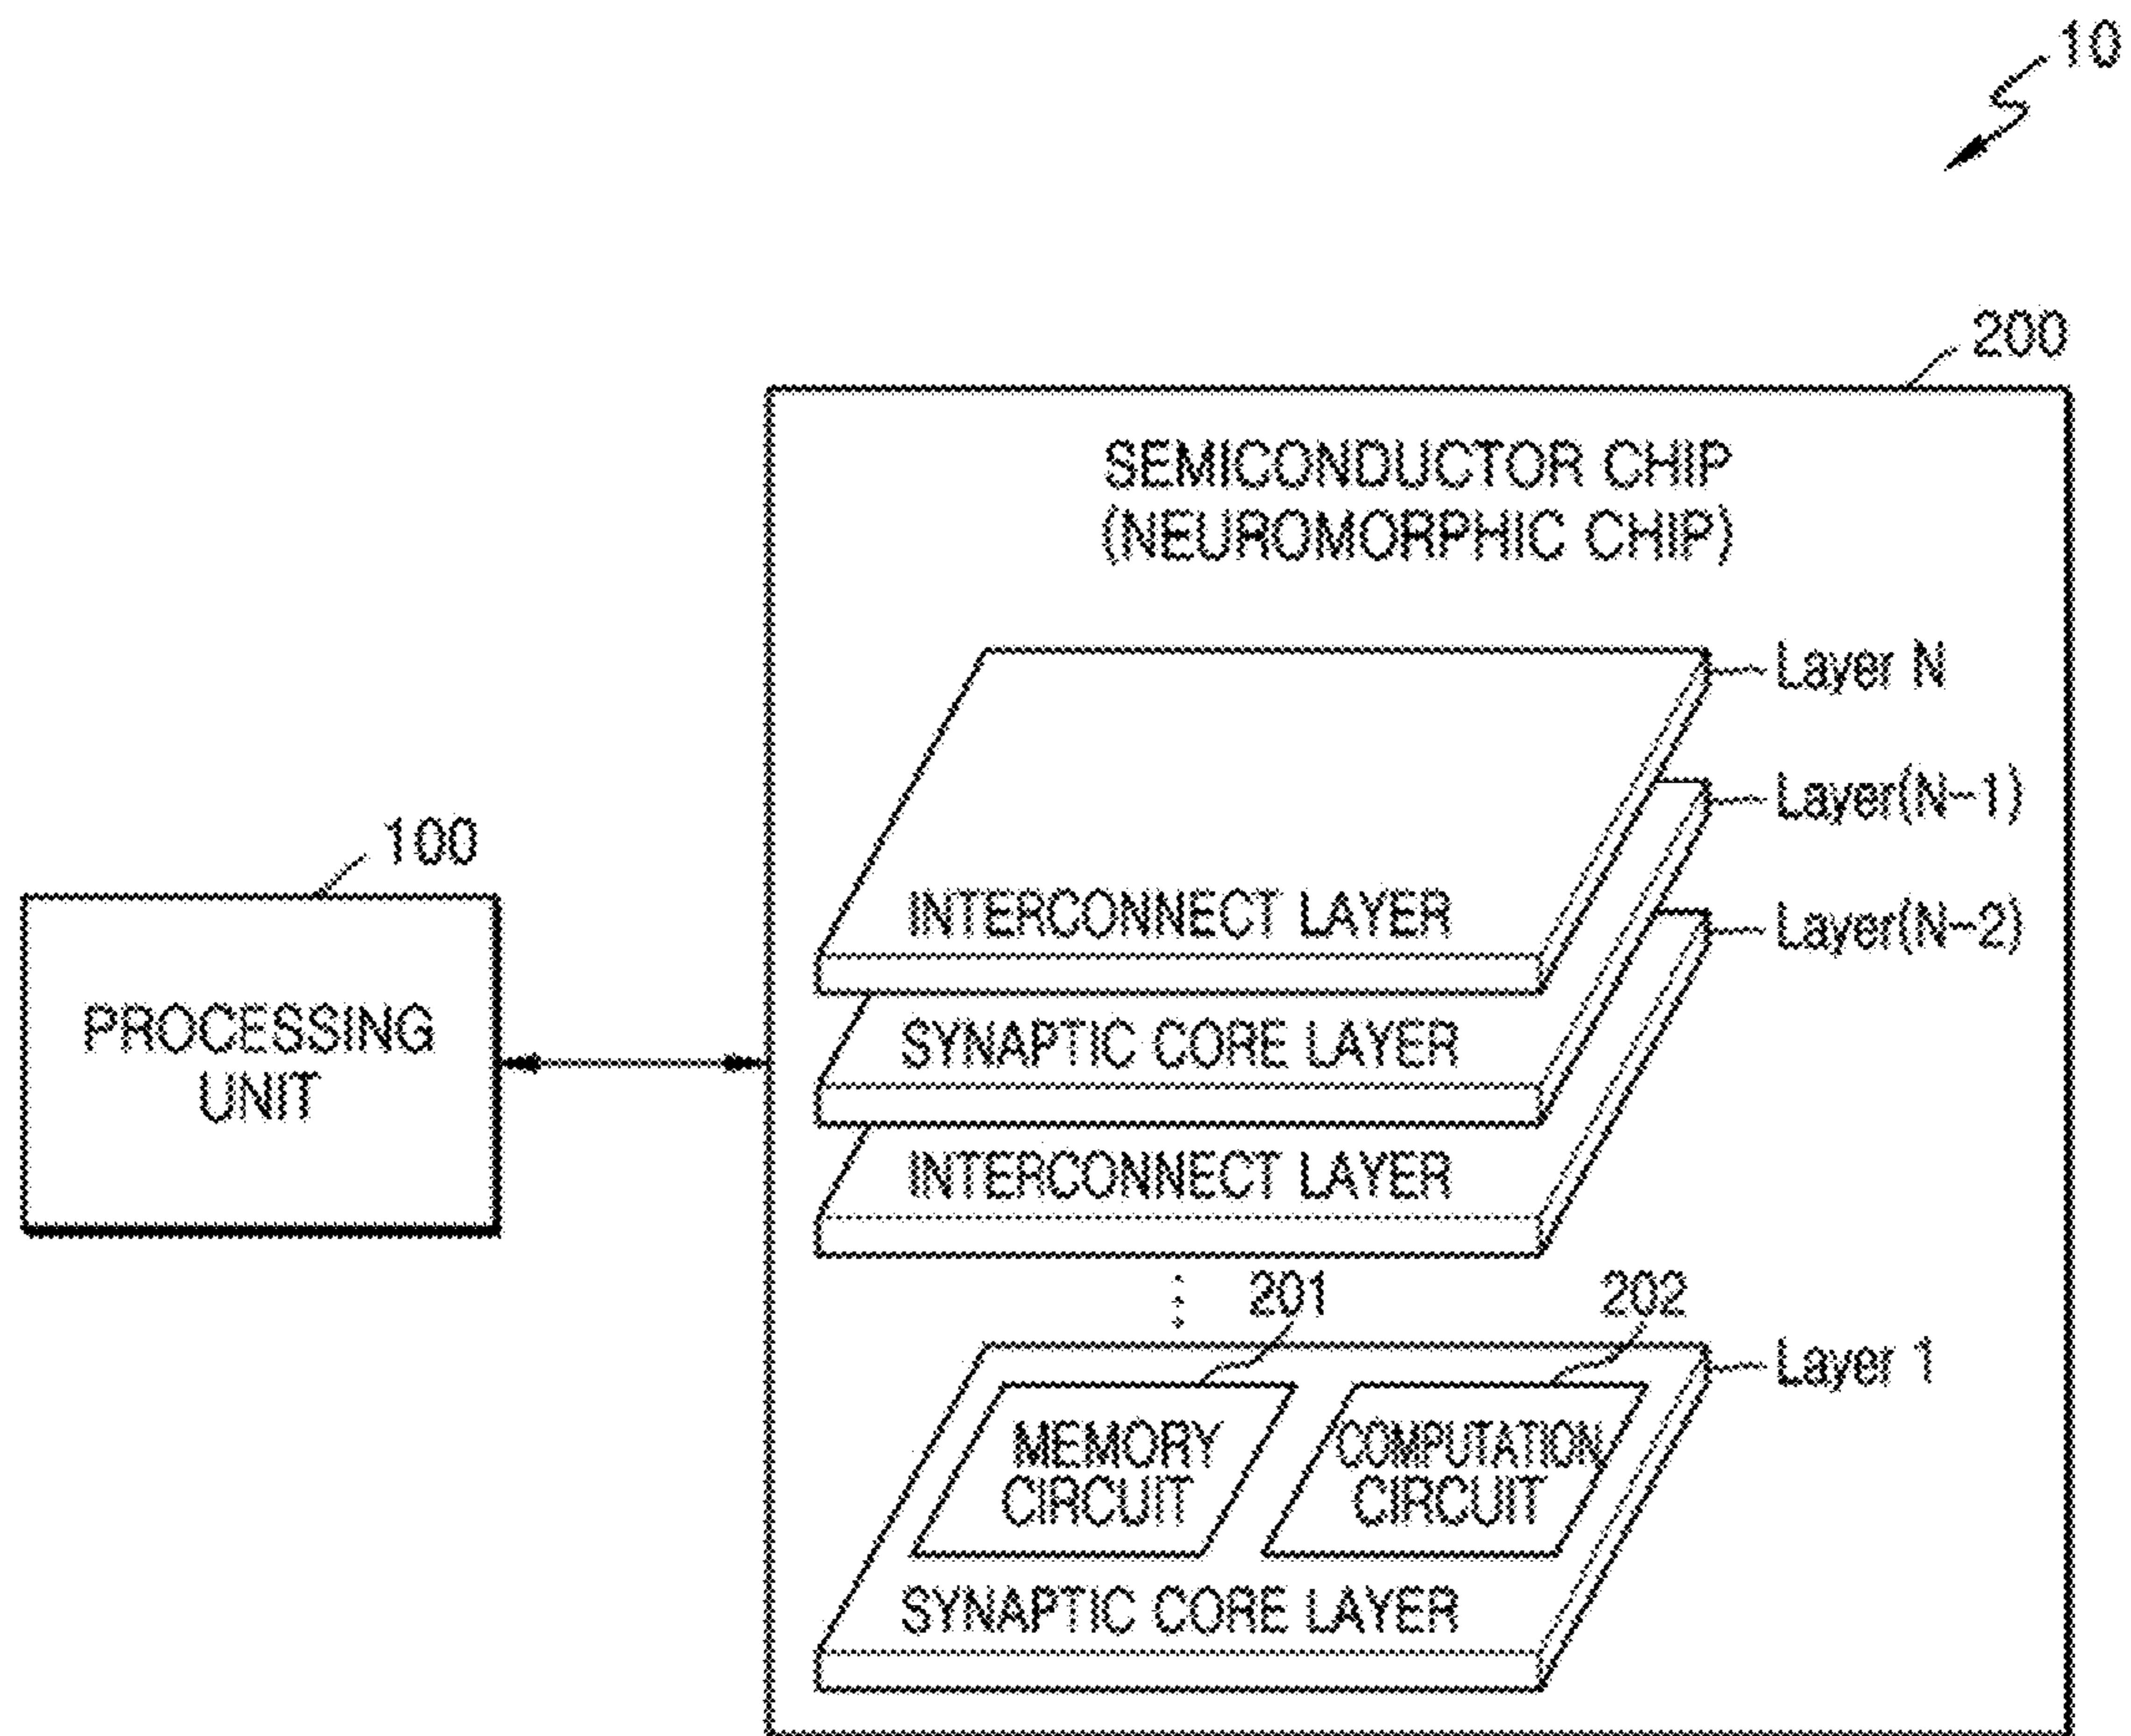 10
200
SEMICONDUCTOR CHIP
(NEUROMORPHIC CHIP)
Layer N
Layer(N-1)
Layer(N-2)
INTERCONNECT LAYER
SYNAPTIC CORE LAYER
INTERCONNECT LAYER
100
PROCESSING
UNIT
201
202
Layer 1
MEMORY
CIRCUIT
COMPUTATION
CIRCUIT
SYNAPTIC CORE LAYER